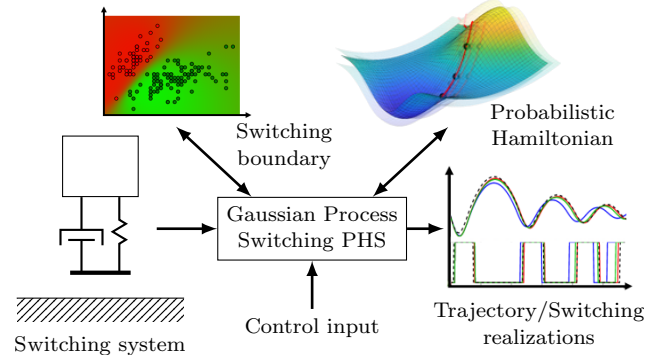 Switching
boundary
Probabilistic
Hamiltonian
Gaussian Process
Switching PHS
Switching system
Control input
Trajectory/Switching
realizations